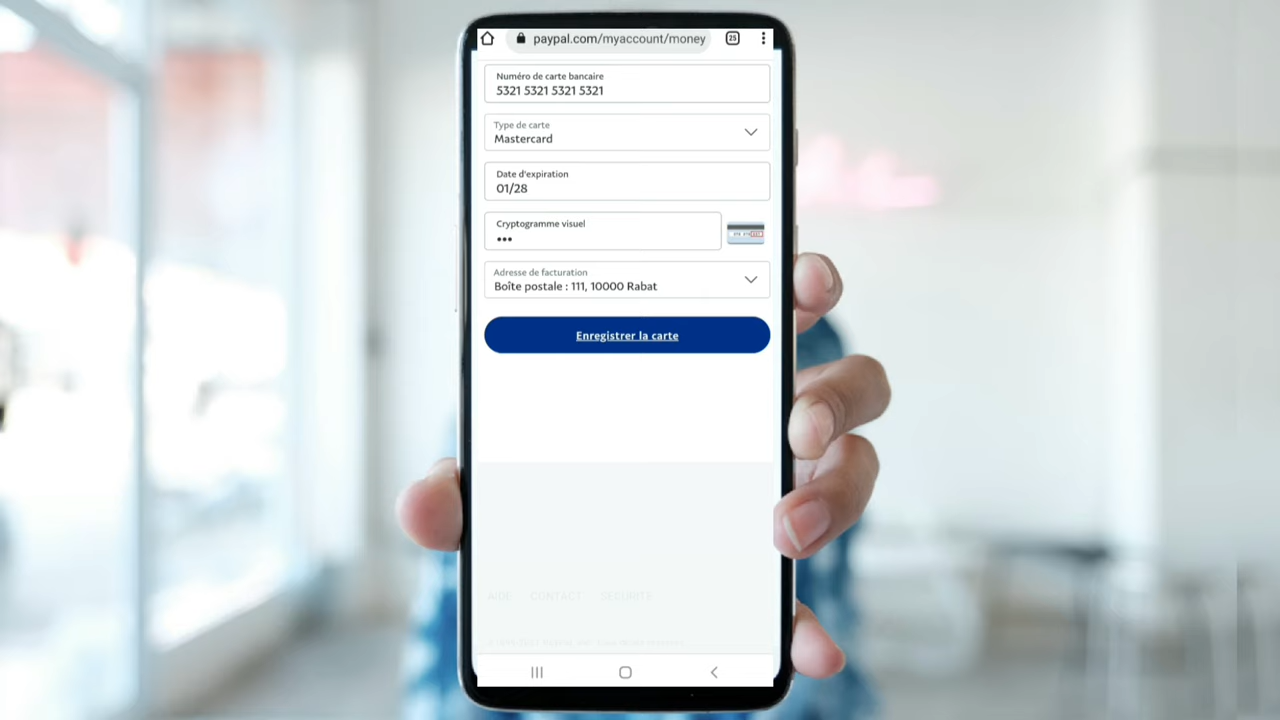 paypal.com/myaccount/money
25
Numéro de carte bancaire
5321 5321 5321 5321
Type de carte
Mastercard
Date d'expiration
01/28
Cryptogramme visuel
•••
Adresse de facturation
Boîte postale : 111, 10000 Rabat
Enregistrer la carte
AIDE CONTACT SÉCURITÉ